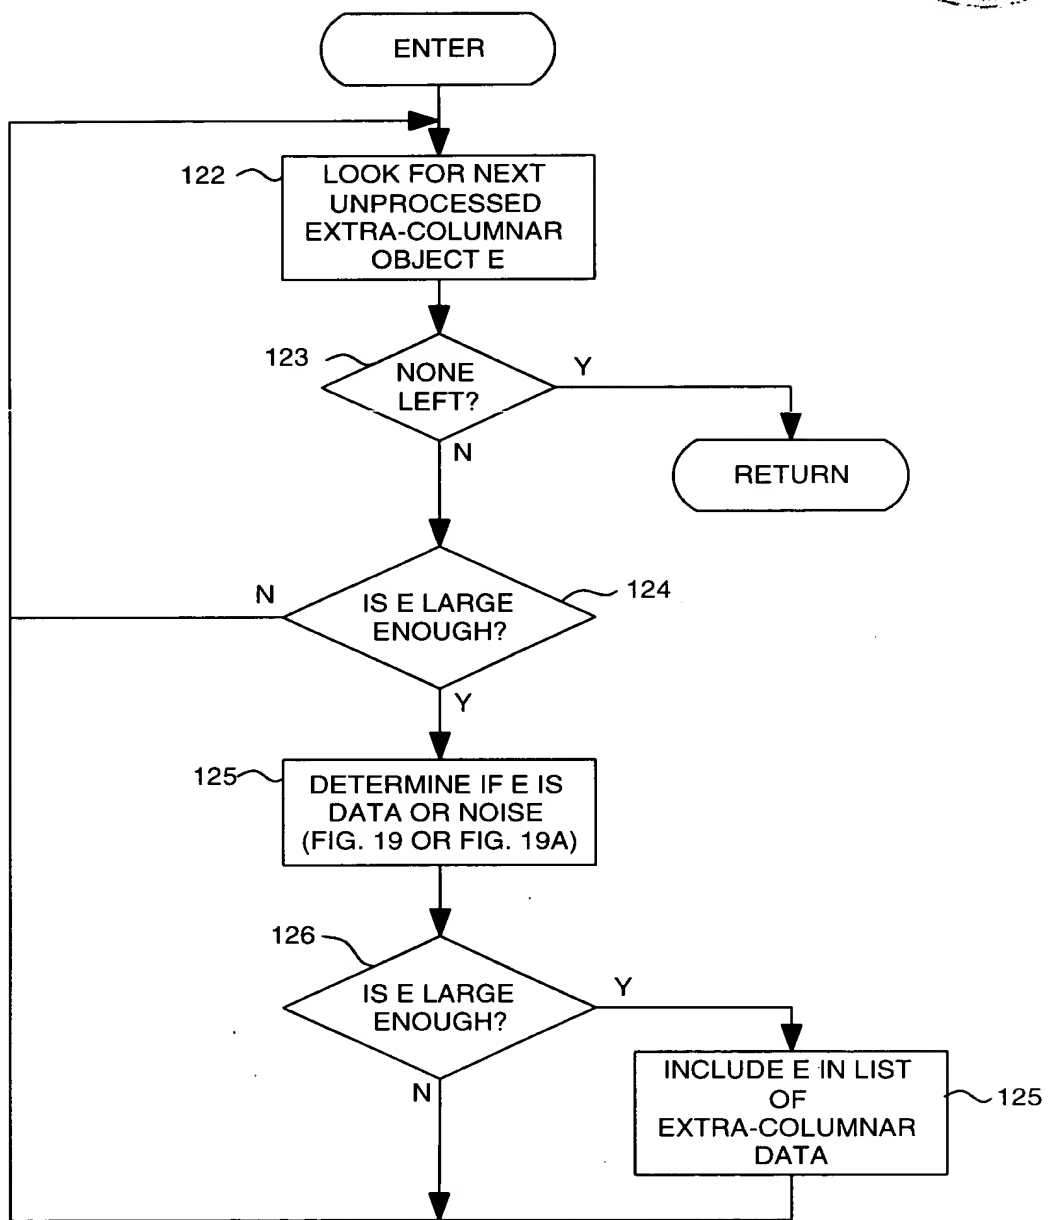 ENTER
122
LOOK FOR NEXT
UNPROCESSED
EXTRA-COLUMNAR
OBJECT E
123
NONE
LEFT?
Y
N
RETURN
N
IS E LARGE
ENOUGH?
124
Y
125
DETERMINE IF E IS
DATA OR NOISE
(FIG. 19 OR FIG. 19A)
126
IS E LARGE
ENOUGH?
Y
N
INCLUDE E IN LIST
OF
EXTRA-COLUMNAR
DATA
125